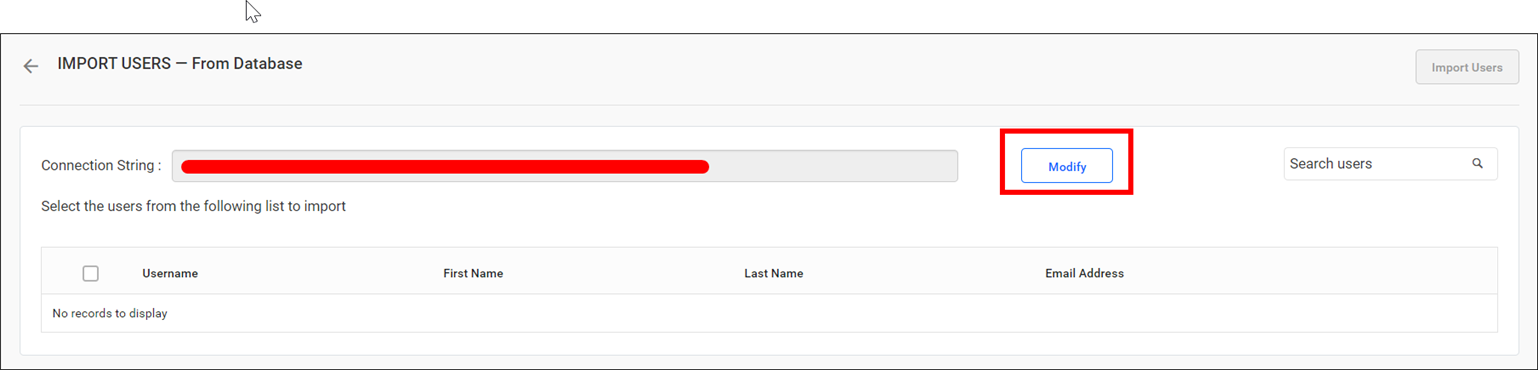 IMPORT USERS — From Database
Import Users
Connection String :
Modify
Search users
Select the users from the following list to import
Username First Name Last Name Email Address
No records to display